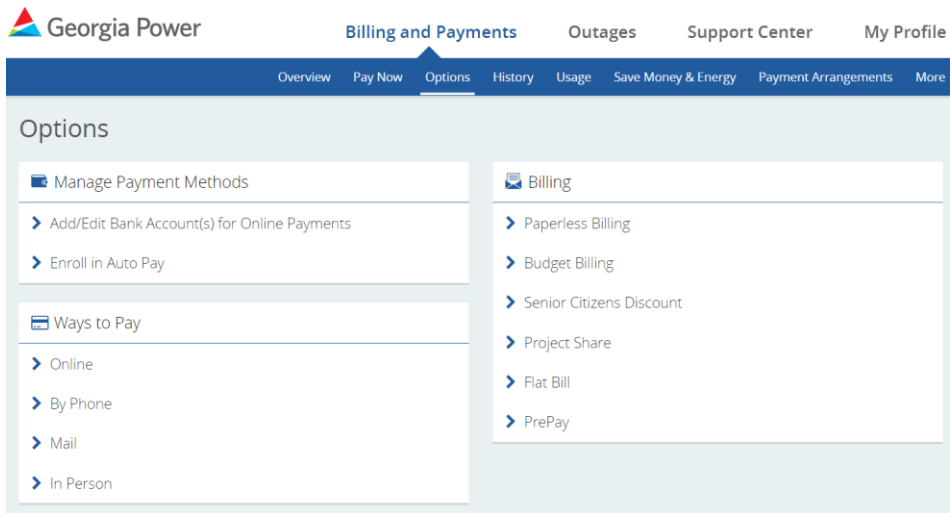 Georgia Power
Billing and Payments Outages Support Center My Profile
Overview Pay Now Options History Usage Save Money & Energy Payment Arrangements More
Options
Manage Payment Methods
Add/Edit Bank Account(s) for Online Payments
Enroll in Auto Pay
Ways to Pay
Online
By Phone
Mail
In Person
Billing
Paperless Billing
Budget Billing
Senior Citizens Discount
Project Share
Flat Bill
PrePay